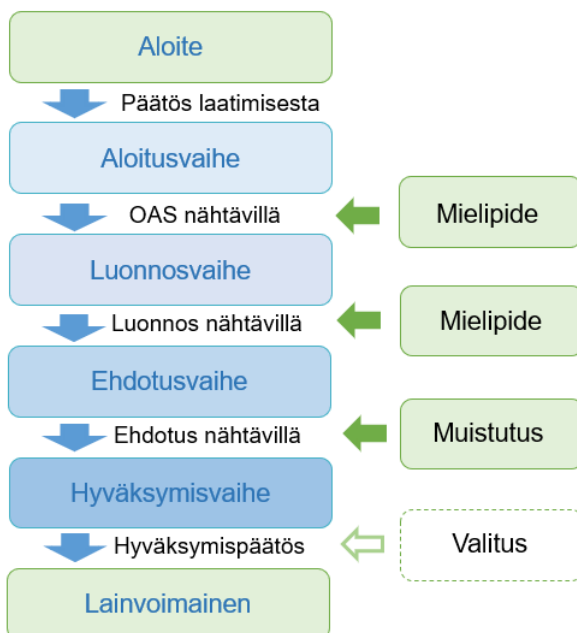 Aloite
Päätös laatimisesta
Aloitusvaihe
OAS nähtävillä
Mielipide
Luonnosvaihe
Luonnos nähtävillä
Mielipide
Ehdotusvaihe
Ehdotus nähtävillä
Muistutus
Hyväksymisvaihe
Hyväksymispäätös
Valitus
Lainvoimainen